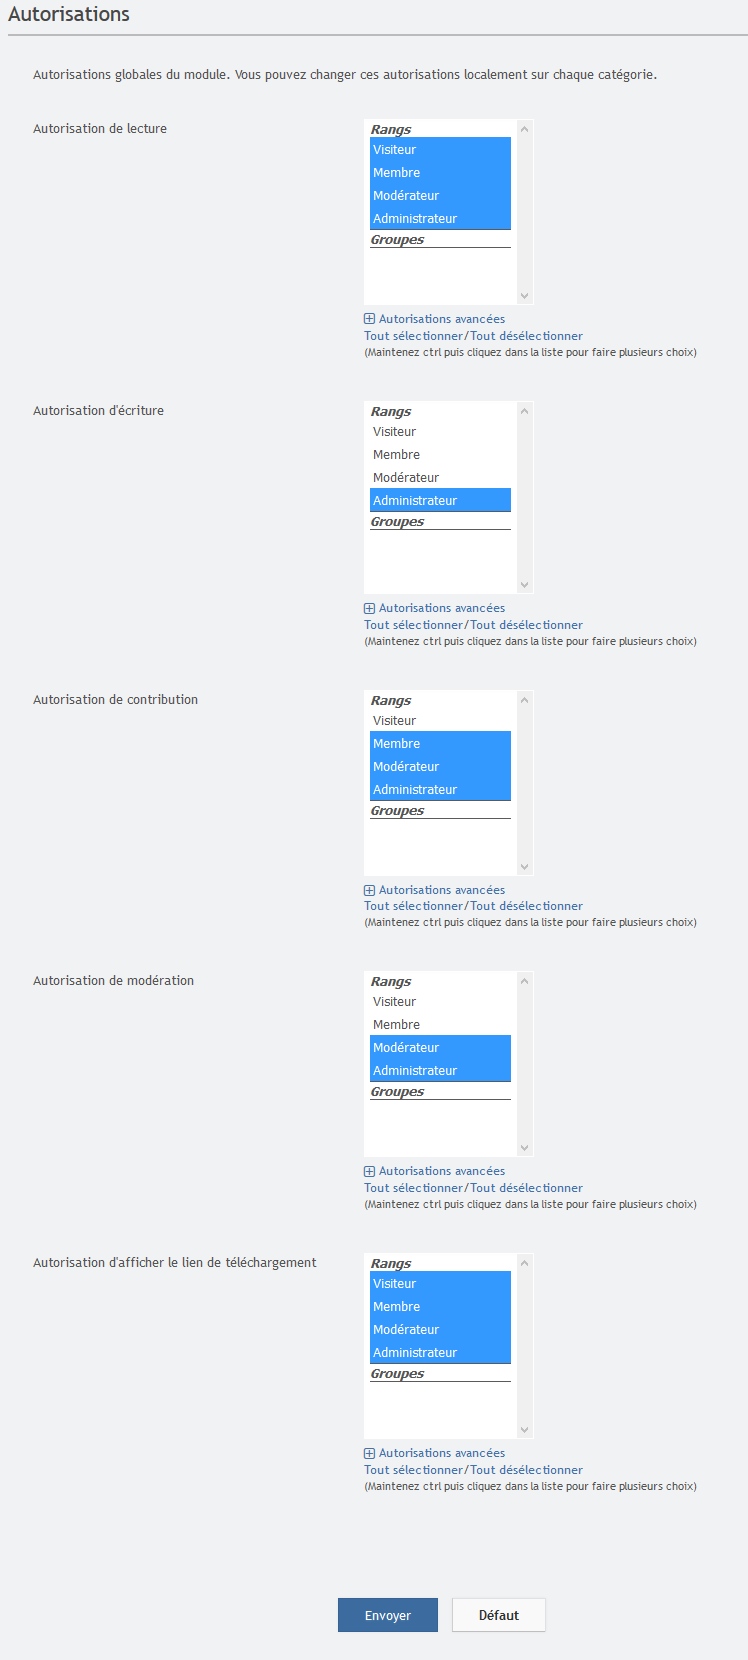 Autorisations
Autorisations globales du module. Vous pouvez changer ces autorisations localement sur chaque catégorie.
Autorisation de lecture
Rangs
Visiteur
Membre
Modérateur
Administrateur
Groupes
Autorisations avancées
Tout sélectionner/Tout désélectionner
(Maintenez ctrl puis cliquez dans la liste pour faire plusieurs choix)
Autorisation d'écriture
Rangs
Visiteur
Membre
Modérateur
Administrateur
Groupes
Autorisations avancées
Tout sélectionner/Tout désélectionner
(Maintenez ctrl puis cliquez dans la liste pour faire plusieurs choix)
Autorisation de contribution
Rangs
Visiteur
Membre
Modérateur
Administrateur
Groupes
Autorisations avancées
Tout sélectionner/Tout désélectionner
(Maintenez ctrl puis cliquez dans la liste pour faire plusieurs choix)
Autorisation de modération
Rangs
Visiteur
Membre
Modérateur
Administrateur
Groupes
Autorisations avancées
Tout sélectionner/Tout désélectionner
(Maintenez ctrl puis cliquez dans la liste pour faire plusieurs choix)
Autorisation d'afficher le lien de téléchargement
Rangs
Visiteur
Membre
Modérateur
Administrateur
Groupes
Autorisations avancées
Tout sélectionner/Tout désélectionner
(Maintenez ctrl puis cliquez dans la liste pour faire plusieurs choix)
Envoyer
Défaut